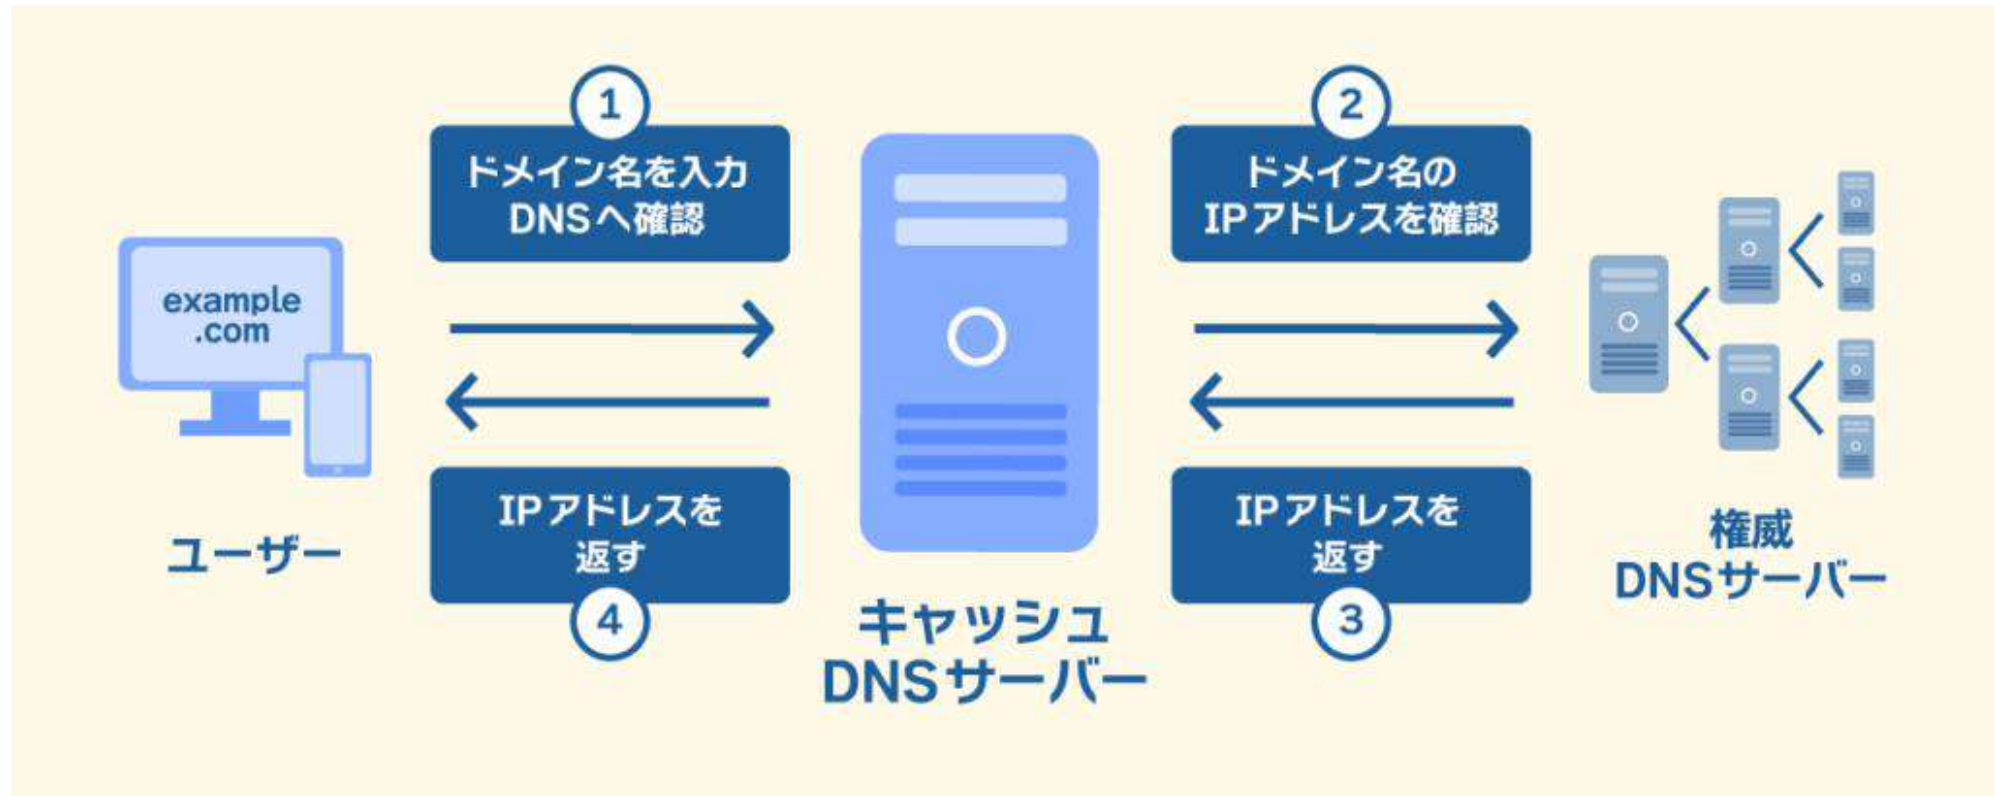 1
ドメイン名を入力
DNSへ確認
2
ドメイン名の
IPアドレスを確認
example
.com
IPアドレスを
返す
4
IPアドレスを
返す
3
ユーザー
キャッシュ
DNSサーバー
権威
DNSサーバー